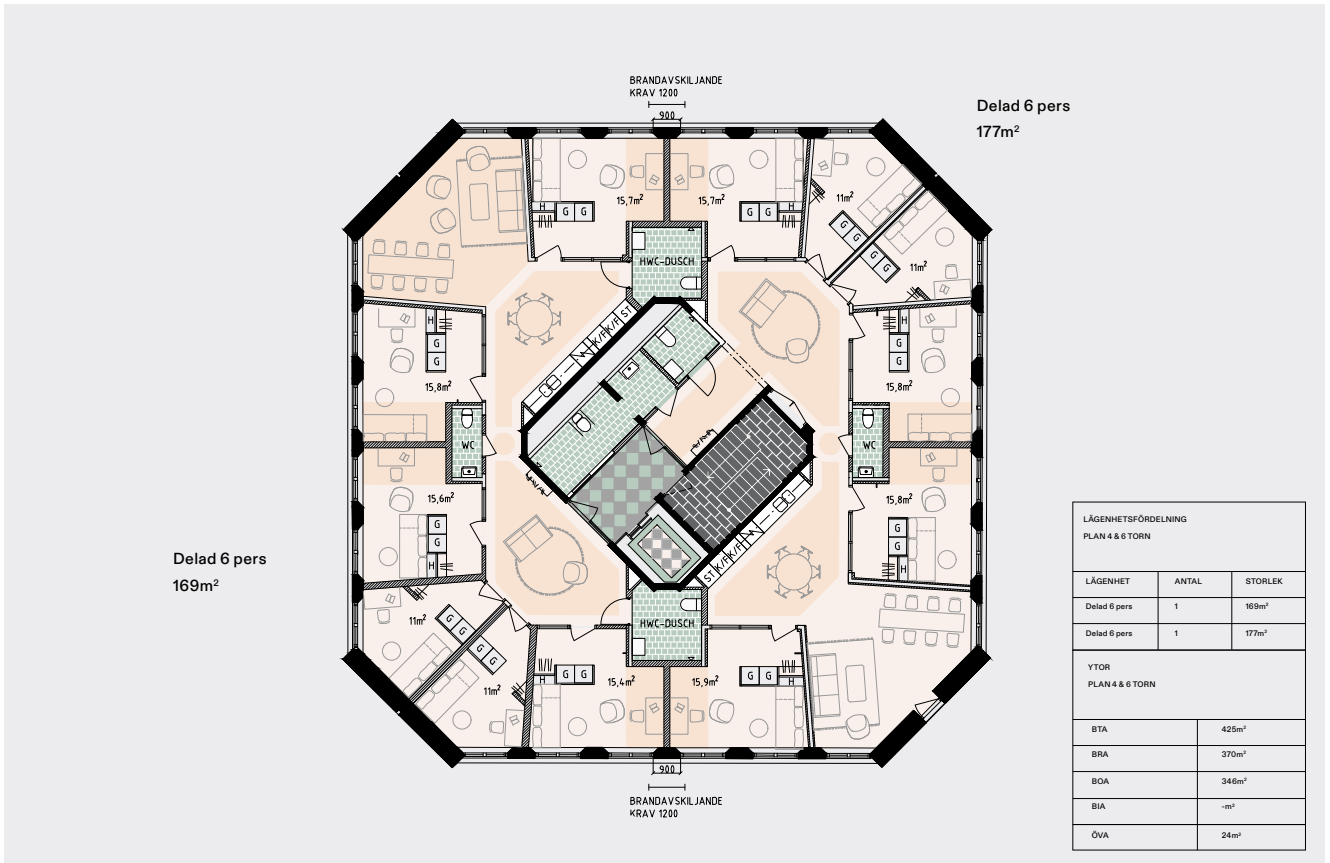 BRANDAVSKILJANDE
KRAV 1200
900
Delad 6 pers
177m²
15,7m²
15,7m²
11m²
11m²
H
G G
G G
H
G
G
G
G
HWC-DUSCH
ST
K/F
K/F
H
G
G
15,8m²
H
G
G
15,8m²
WC
WC
15,6m²
G
G
H
15,8m²
G
G
H
Delad 6 pers
169m²
ST
K/F
K/F
11m²
G
G
G
G
11m²
HWC-DUSCH
H
G G
15,4m²
15,9m²
G G
H
900
BRANDAVSKILJANDE
KRAV 1200
LÄGENHETSFÖRDELNING
PLAN 4 & 6 TORN
LÄGENHET ANTAL STORLEK
Delad 6 pers 1 169m²
Delad 6 pers 1 177m²
YTOR
PLAN 4 & 6 TORN
BTA 425m²
BRA 370m²
BOA 346m²
BIA -m²
ÖVA 24m²